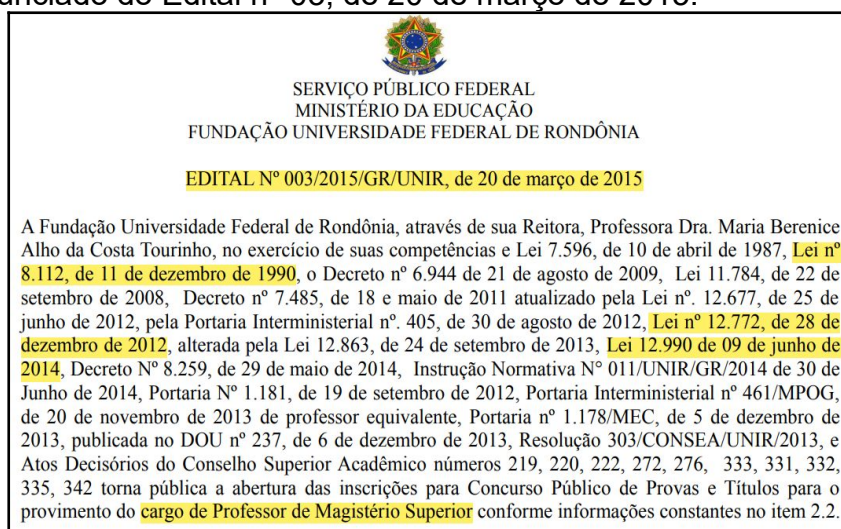 unciado do Edital nº 03, de 20 de março de 2015.
SERVIÇO PÚBLICO FEDERAL
MINISTÉRIO DA EDUCAÇÃO
FUNDAÇÃO UNIVERSIDADE FEDERAL DE RONDÔNIA
EDITAL Nº 003/2015/GR/UNIR, de 20 de março de 2015
A Fundação Universidade Federal de Rondônia, através de sua Reitora, Professora Dra. Maria Berenice
Alho da Costa Tourinho, no exercício de suas competências e Lei 7.596, de 10 de abril de 1987, Lei nº
8.112, de 11 de dezembro de 1990, o Decreto nº 6.944 de 21 de agosto de 2009, Lei 11.784, de 22 de
setembro de 2008, Decreto nº 7.485, de 18 e maio de 2011 atualizado pela Lei nº. 12.677, de 25 de
junho de 2012, pela Portaria Interministerial nº. 405, de 30 de agosto de 2012, Lei nº 12.772, de 28 de
dezembro de 2012, alterada pela Lei 12.863, de 24 de setembro de 2013, Lei 12.990 de 09 de junho de
2014, Decreto Nº 8.259, de 29 de maio de 2014, Instrução Normativa N° 011/UNIR/GR/2014 de 30 de
Junho de 2014, Portaria Nº 1.181, de 19 de setembro de 2012, Portaria Interministerial nº 461/MPOG,
de 20 de novembro de 2013 de professor equivalente, Portaria nº 1.178/MEC, de 5 de dezembro de
2013, publicada no DOU nº 237, de 6 de dezembro de 2013, Resolução 303/CONSEA/UNIR/2013, e
Atos Decisórios do Conselho Superior Acadêmico números 219, 220, 222, 272, 276, 333, 331, 332,
335, 342 torna pública a abertura das inscrições para Concurso Público de Provas e Títulos para o
provimento do cargo de Professor de Magistério Superior conforme informações constantes no item 2.2.